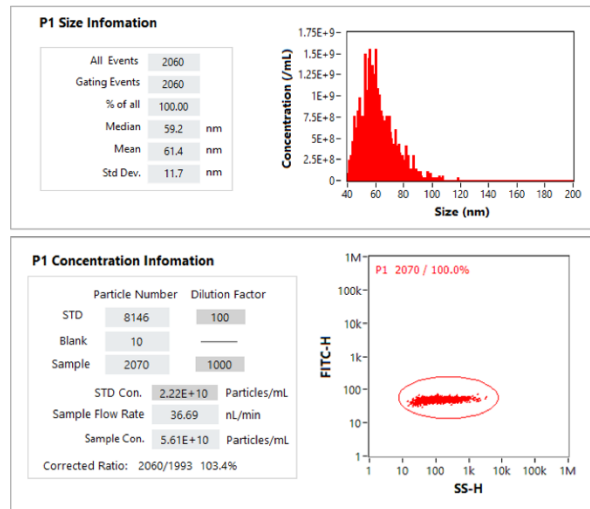 P1 Size Infomation
All Events 2060
Gating Events 2060
% of all 100.00
Median 59.2 nm
Mean 61.4 nm
Std Dev. 11.7 nm
Concentration (/mL)
1.75E+9
1.5E+9
1.25E+9
1E+9
7.5E+8
5E+8
2.5E+8
0
40 60 80 100 120 140 160 180 200
Size (nm)
P1 Concentration Infomation
Particle Number Dilution Factor
STD 8146 100
Blank 10 ———
Sample 2070 1000
STD Con. 2.22E+10 Particles/mL
Sample Flow Rate 36.69 nL/min
Sample Con. 5.61E+10 Particles/mL
Corrected Ratio: 2060/1993 103.4%
P1 2070 / 100.0%
FITC-H
1M
100k
10k
1k
100
10
1
1 10 100 1k 10k 100k 1M
SS-H